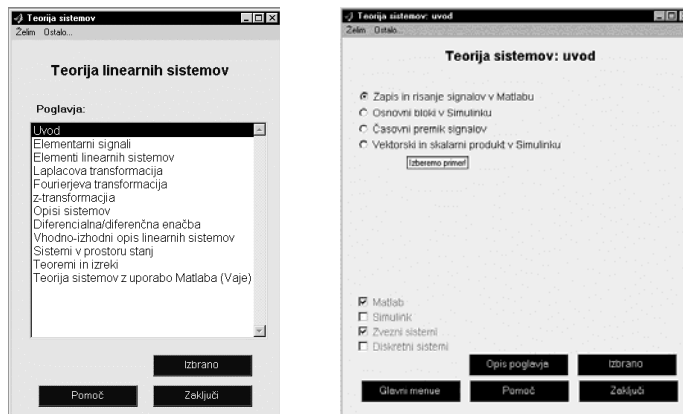 Teorija sistemov
Želim Ostalo...
Teorija linearnih sistemov
Poglavja:
Uvod
Elementarni signali
Elementi linearnih sistemov
Laplacova transformacija
Fourierjeva transformacija
z-transformacjia
Opisi sistemov
Diferencialna/diferenčna enačba
Vhodno-izhodni opis linearnih sistemov
Sistemi v prostoru stanj
Teoremi in izreki
Teorija sistemov z uporabo Matlaba (Vaje)
Izbrano
Pomoč Zaključi
Teorija sistemov: uvod
Želim Ostalo...
Teorija sistemov: uvod
Zapis in risanje signalov v Matlabu
Osnovni bloki v Simulinku
Časovni premik signalov
Vektorski in skalarni produkt v Simulinku
Izberemo primer!
Matlab
Simulink
Zvezni sistemi
Diskretni sistemi
Opis poglavja Izbrano
Glavni menue Pomoč Zaključi